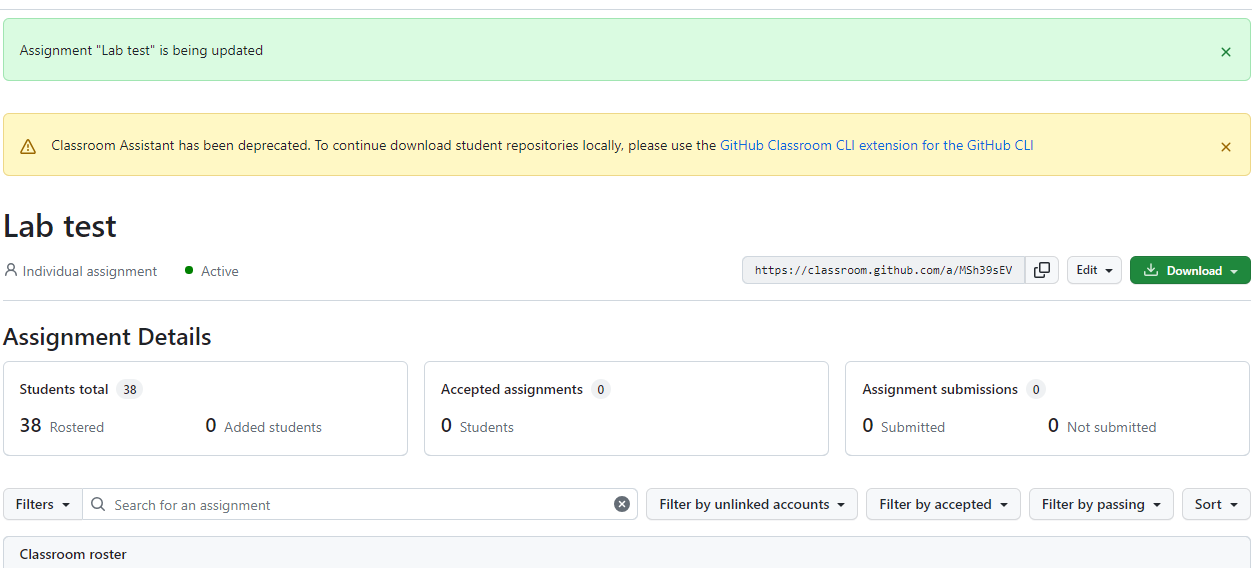 Assignment "Lab test" is being updated
Classroom Assistant has been deprecated. To continue download student repositories locally, please use the GitHub Classroom CLI extension for the GitHub CLI
Lab test
Individual assignment Active https://classroom.github.com/a/MSh39sEV Edit Download
Assignment Details
Students total 38 Accepted assignments 0 Assignment submissions 0
38 Rostered 0 Added students 0 Students 0 Submitted 0 Not submitted
Filters Search for an assignment Filter by unlinked accounts Filter by accepted Filter by passing Sort
Classroom roster